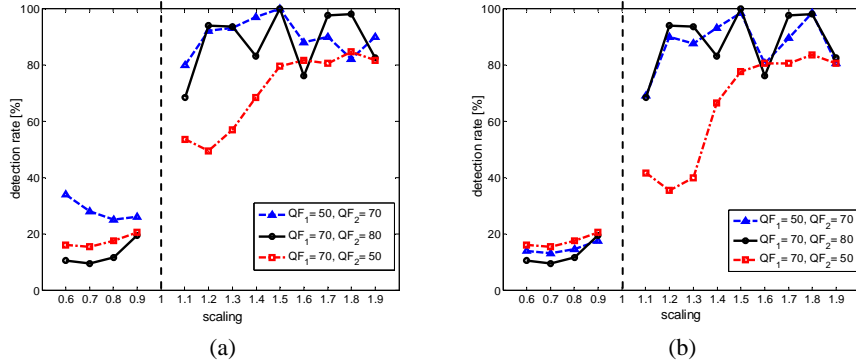 100
80
60
40
20
0
detection rate [%]
0.6 0.7 0.8 0.9 1 1.1 1.2 1.3 1.4 1.5 1.6 1.7 1.8 1.9
scaling
QF1= 50, QF2= 70
QF1= 70, QF2= 80
QF1= 70, QF2= 50
(a)
100
80
60
40
20
0
detection rate [%]
0.6 0.7 0.8 0.9 1 1.1 1.2 1.3 1.4 1.5 1.6 1.7 1.8 1.9
scaling
QF1= 50, QF2= 70
QF1= 70, QF2= 80
QF1= 70, QF2= 50
(b)